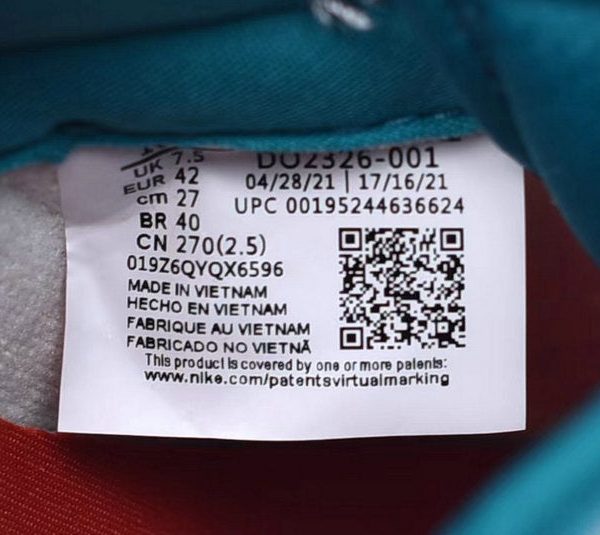 UK 7.5
EUR 42
cm 27
BR 40
CN 270(2.5)
019Z6QYQX6596
MADE IN VIETNAM
HECHO EN VIETNAM
FABRIQUE AU VIETNAM
FABRICADO NO VIETNÃ
DO2326-001
04/28/21 | 17/16/21
UPC 00195244636624
This product is covered by one or more patents:
www.nike.com/patentsvirtualmarking